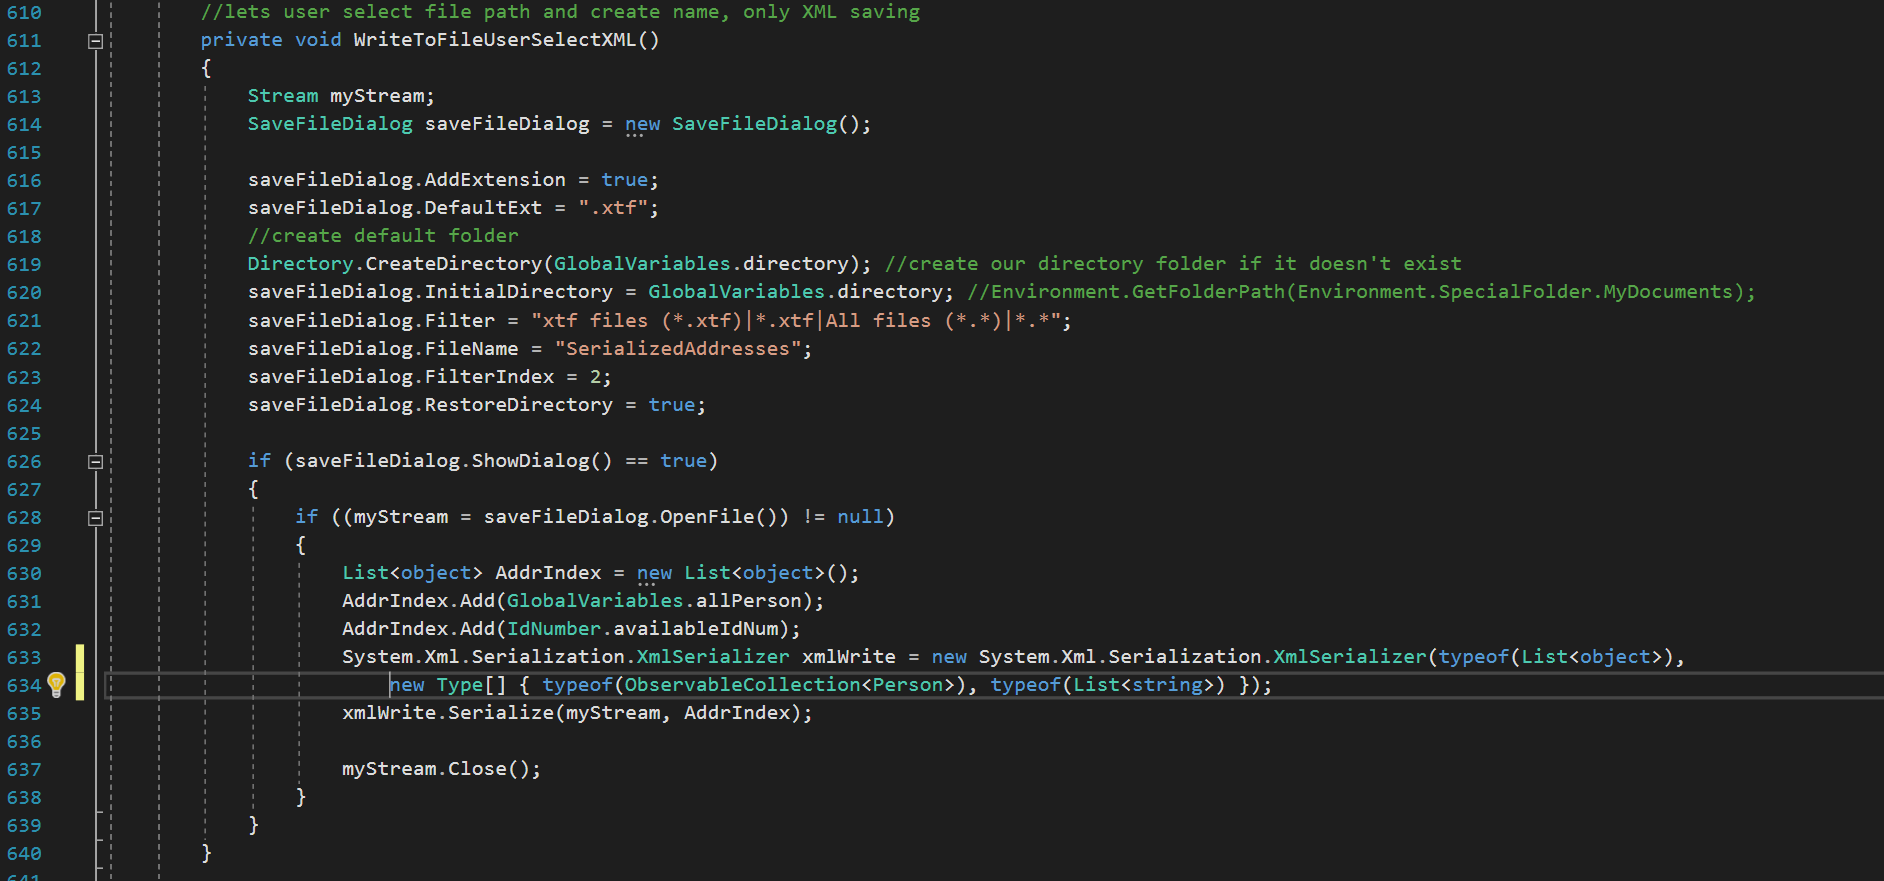 610 //lets user select file path and create name, only XML saving
611 private void WriteToFileUserSelectXML()
612 {
613 Stream myStream;
614 SaveFileDialog saveFileDialog = new SaveFileDialog();
615
616 saveFileDialog.AddExtension = true;
617 saveFileDialog.DefaultExt = ".xtf";
618 //create default folder
619 Directory.CreateDirectory(GlobalVariables.directory); //create our directory folder if it doesn't exist
620 saveFileDialog.InitialDirectory = GlobalVariables.directory; //Environment.GetFolderPath(Environment.SpecialFolder.MyDocuments);
621 saveFileDialog.Filter = "xtf files (*.xtf)|*.xtf|All files (*.*)|*.*";
622 saveFileDialog.FileName = "SerializedAddresses";
623 saveFileDialog.FilterIndex = 2;
624 saveFileDialog.RestoreDirectory = true;
625
626 if (saveFileDialog.ShowDialog() == true)
627 {
628 if ((myStream = saveFileDialog.OpenFile()) != null)
629 {
630 List<object> AddrIndex = new List<object>();
631 AddrIndex.Add(GlobalVariables.allPerson);
632 AddrIndex.Add(IdNumber.availableIdNum);
633 System.Xml.Serialization.XmlSerializer xmlWrite = new System.Xml.Serialization.XmlSerializer(typeof(List<object>),
634 new Type[] { typeof(ObservableCollection<Person>), typeof(List<string>) });
635 xmlWrite.Serialize(myStream, AddrIndex);
636
637 myStream.Close();
638 }
639 }
640 }
641